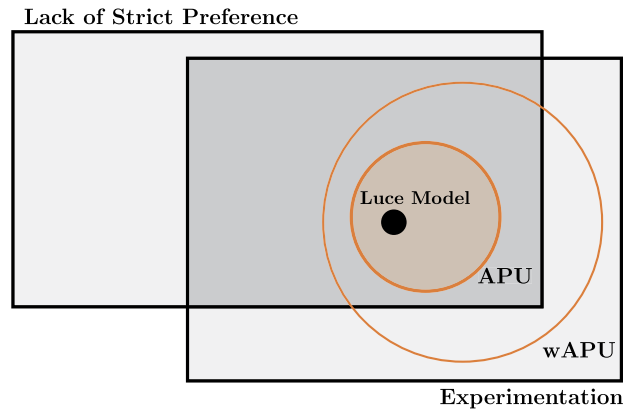 Lack of Strict Preference
Luce Model
APU
wAPU
Experimentation